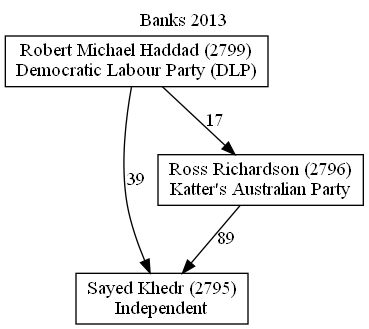 Banks 2013
Robert Michael Haddad (2799)
Democratic Labour Party (DLP)
17
Ross Richardson (2796)
Katter's Australian Party
39
89
Sayed Khedr (2795)
Independent